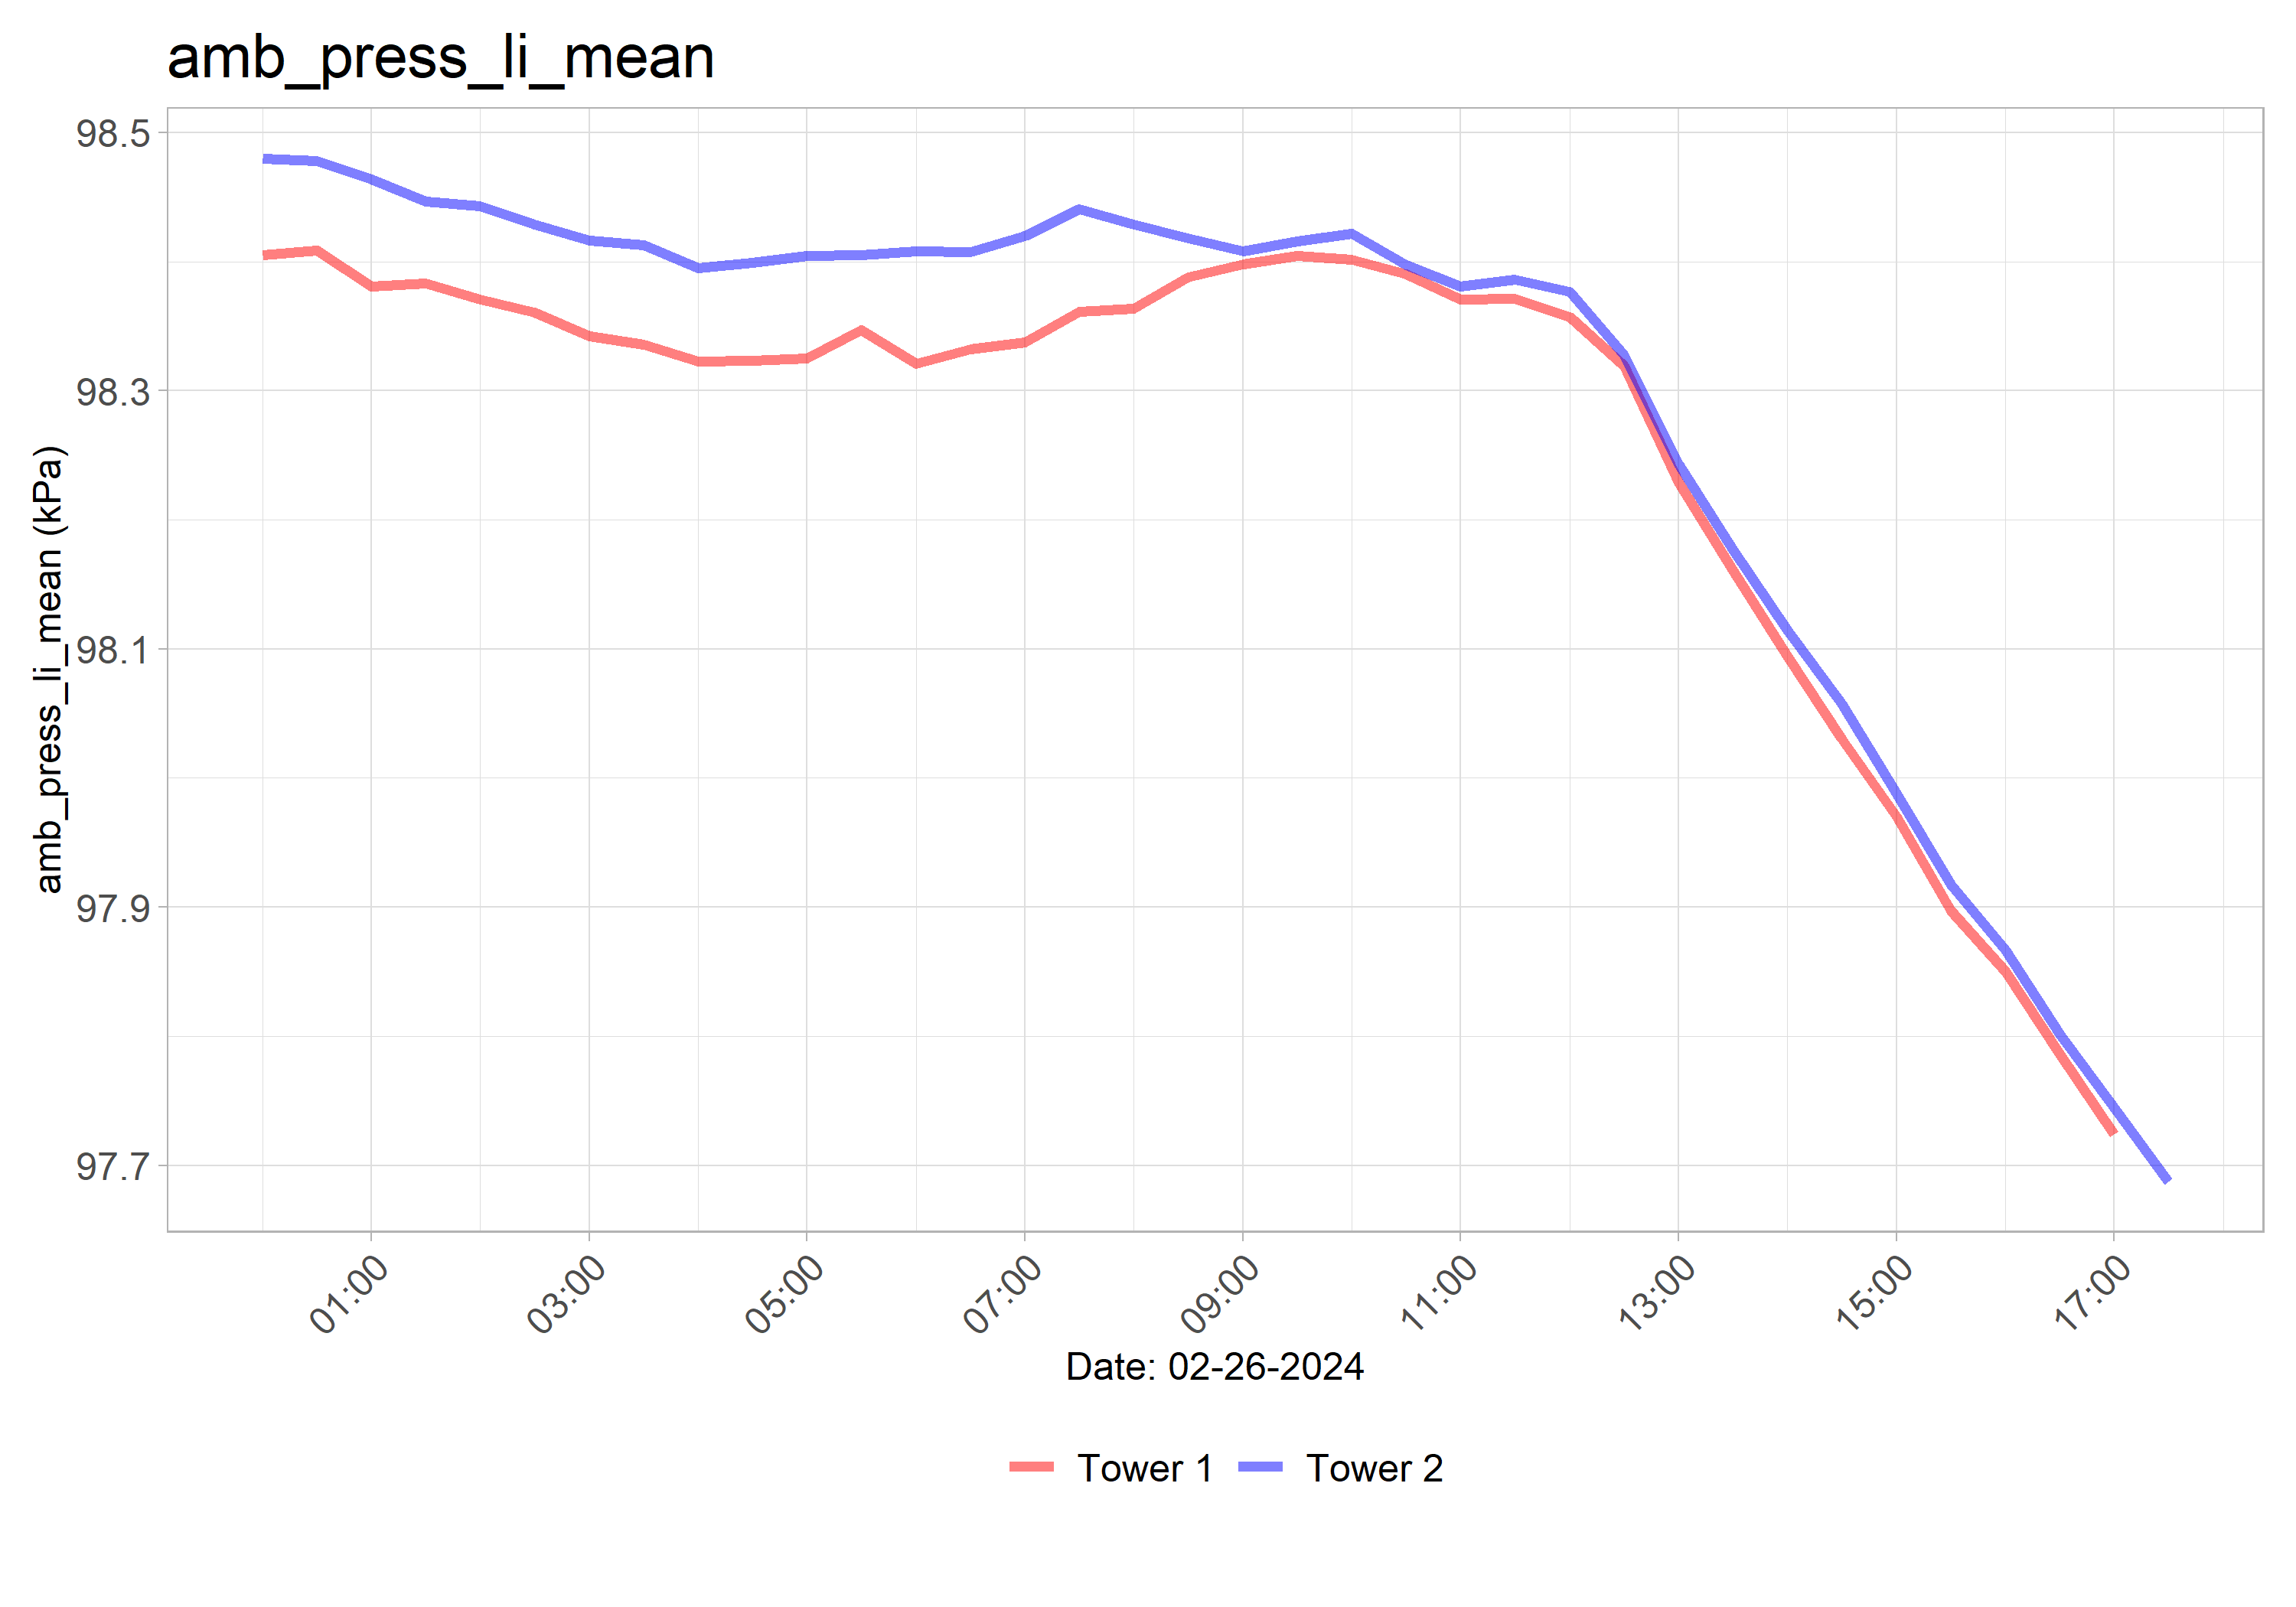 amb_press_li_mean
amb_press_li_mean (kPa)
98.5
98.3
98.1
97.9
97.7
01:00 03:00 05:00 07:00 09:00 11:00 13:00 15:00 17:00
Date: 02-26-2024
Tower 1 Tower 2